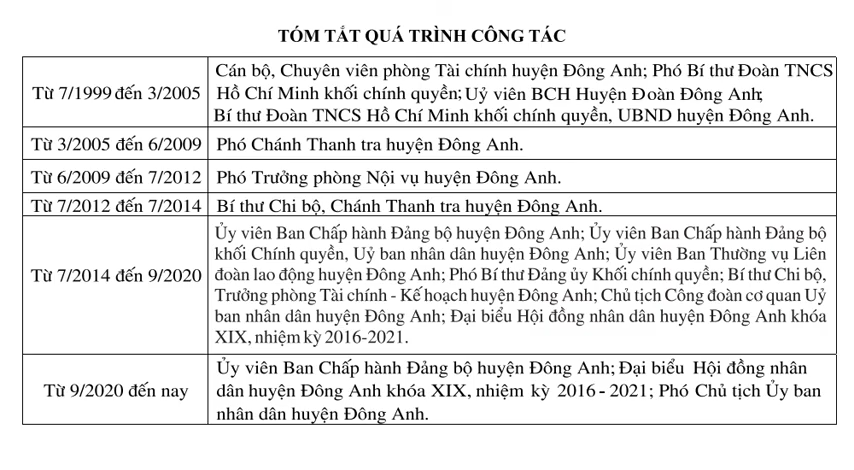 TÓM TẮT QUÁ TRÌNH CÔNG TÁC
Từ 7/1999 đến 3/2005
Cán bộ, Chuyên viên phòng Tài chính huyện Đông Anh; Phó Bí thư Đoàn TNCS
Hồ Chí Minh khối chính quyền; Uỷ viên BCH Huyện Đoàn Đông Anh;
Bí thư Đoàn TNCS Hồ Chí Minh khối chính quyền, UBND huyện Đông Anh.
Từ 3/2005 đến 6/2009
Phó Chánh Thanh tra huyện Đông Anh.
Từ 6/2009 đến 7/2012
Phó Trưởng phòng Nội vụ huyện Đông Anh.
Từ 7/2012 đến 7/2014
Bí thư Chi bộ, Chánh Thanh tra huyện Đông Anh.
Từ 7/2014 đến 9/2020
Ủy viên Ban Chấp hành Đảng bộ huyện Đông Anh; Ủy viên Ban Chấp hành Đảng bộ
khối Chính quyền, Uỷ ban nhân dân huyện Đông Anh; Ủy viên Ban Thường vụ Liên
đoàn lao động huyện Đông Anh; Phó Bí thư Đảng ủy Khối chính quyền; Bí thư Chi bộ,
Trưởng phòng Tài chính - Kế hoạch huyện Đông Anh; Chủ tịch Công đoàn cơ quan Uỷ
ban nhân dân huyện Đông Anh; Đại biểu Hội đồng nhân dân huyện Đông Anh khóa
XIX, nhiệm kỳ 2016-2021.
Từ 9/2020 đến nay
Ủy viên Ban Chấp hành Đảng bộ huyện Đông Anh; Đại biểu Hội đồng nhân
dân huyện Đông Anh khóa XIX, nhiệm kỳ 2016 - 2021; Phó Chủ tịch Ủy ban
nhân dân huyện Đông Anh.